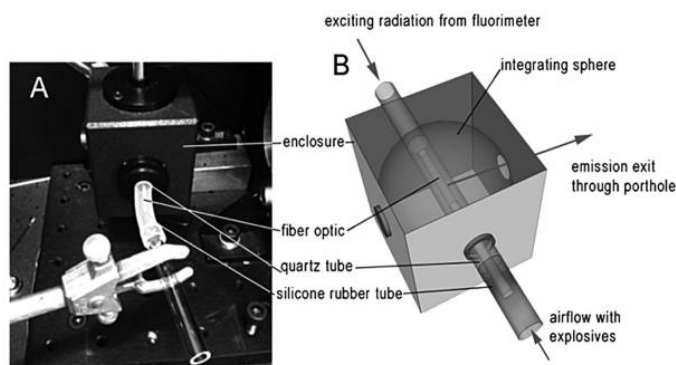 exciting radiation from fluorimeter
A
B
integrating sphere
enclosure
emission exit
through porthole
fiber optic
quartz tube
silicone rubber tube
airflow with
explosives